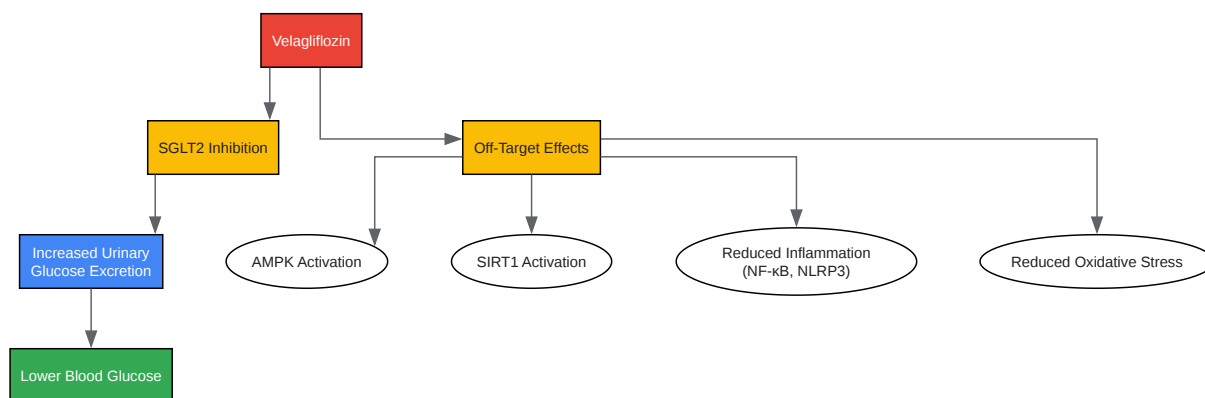 Velagliflozin
SGLT2 Inhibition
Off-Target Effects
Increased Urinary
Glucose Excretion
AMPK Activation
SIRT1 Activation
Reduced Inflammation
(NF-κB, NLRP3)
Reduced Oxidative Stress
Lower Blood Glucose